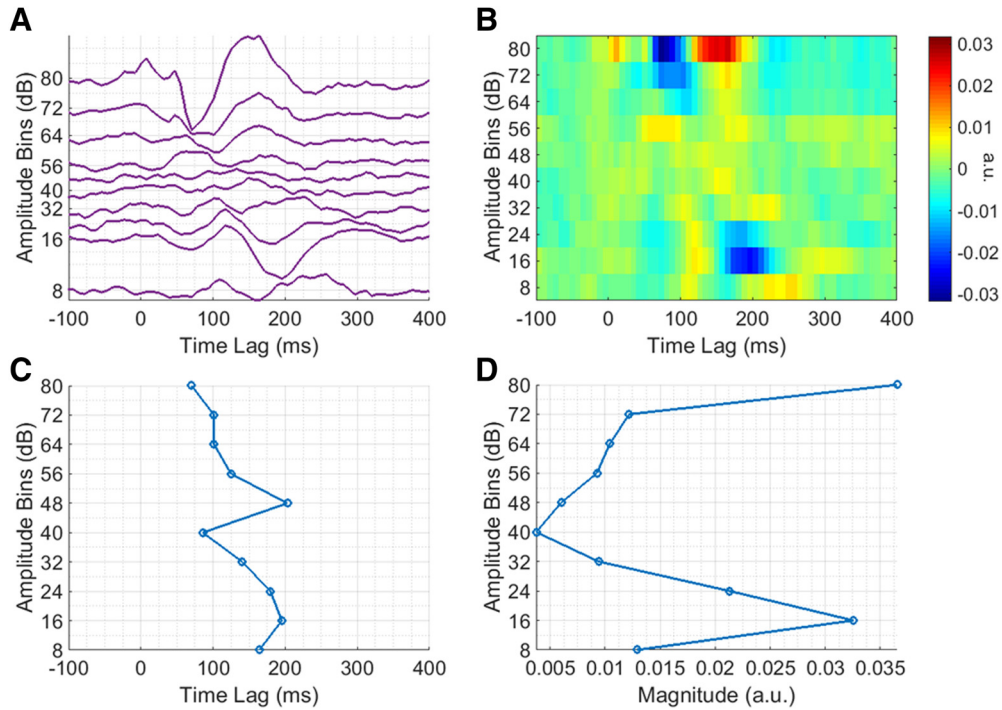 A
Amplitude Bins (dB)
80
72
64
56
40
32
16
8
-100 0 100 200 300 400
Time Lag (ms)
B
Amplitude Bins (dB)
80
72
64
56
48
40
32
24
16
8
-100 0 100 200 300 400
Time Lag (ms)
0.03
0.02
0.01
0
-0.01
-0.02
-0.03
a.u.
C
Amplitude Bins (dB)
80
72
64
56
48
40
32
24
16
8
-100 0 100 200 300 400
Time Lag (ms)
D
Amplitude Bins (dB)
80
72
64
56
48
40
32
24
16
8
0.005 0.01 0.015 0.02 0.025 0.03 0.035
Magnitude (a.u.)